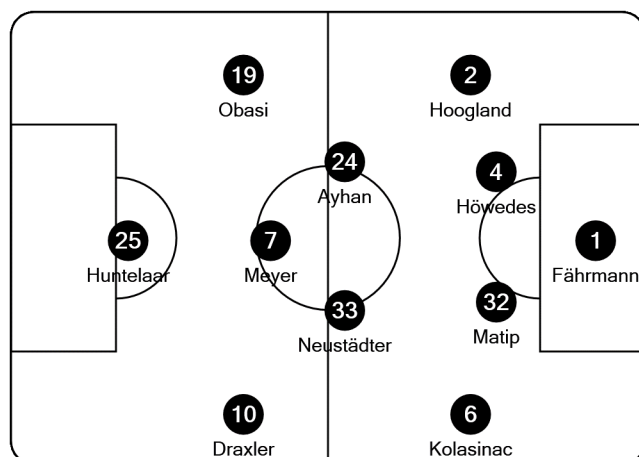 19
Obasi
2
Hoogland
24
Ayhan
4
Höwedes
25
Huntelaar
7
Meyer
1
Fährmann
33
Neustädter
32
Matip
10
Draxler
6
Kolasinac